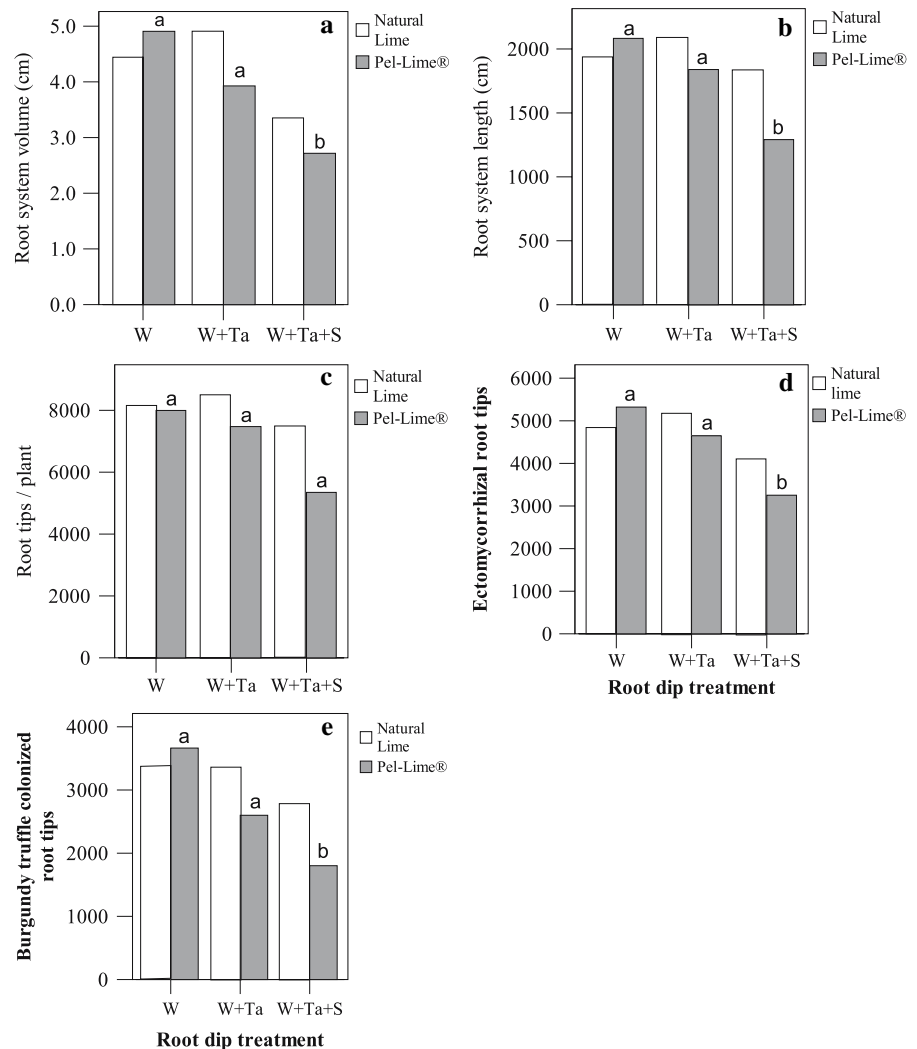 a
Natural
Lime
Pel-Lime®
Root system volume (cm)
5.0
4.0
3.0
2.0
1.0
0.0
a
a
b
W
W+Ta
W+Ta+S
b
Natural
Lime
Pel-Lime®
Root system length (cm)
2000
1500
1000
500
0
a
a
b
W
W+Ta
W+Ta+S
c
Natural
Lime
Pel-Lime®
Root tips / plant
8000
6000
4000
2000
0
a
a
a
W
W+Ta
W+Ta+S
d
Natural
lime
Pel-Lime®
Ectomycorrhizal root tips
6000
5000
4000
3000
2000
1000
0
a
a
b
W
W+Ta
W+Ta+S
Root dip treatment
e
Natural
Lime
Pel-Lime®
Burgundy truffle colonized
root tips
4000
3000
2000
1000
0
a
a
b
W
W+Ta
W+Ta+S
Root dip treatment